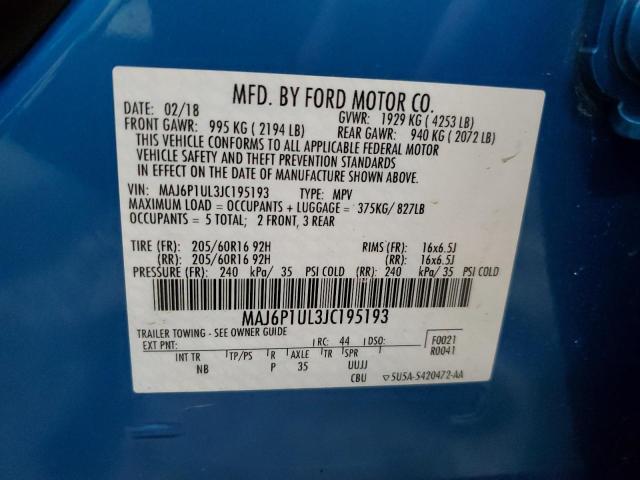 MFD. BY FORD MOTOR CO.
DATE: 02/18 GVWR: 1929 KG ( 4253 LB)
FRONT GAWR: 995 KG ( 2194 LB) REAR GAWR: 940 KG ( 2072 LB)
THIS VEHICLE CONFORMS TO ALL APPLICABLE FEDERAL MOTOR
VEHICLE SAFETY AND THEFT PREVENTION STANDARDS
IN EFFECT ON THE DATE OF MANUFACTURE SHOWN ABOVE.
VIN: MAJ6P1UL3JC195193 TYPE: MPV
MAXIMUM LOAD = OCCUPANTS + LUGGAGE = 375KG/ 827LB
OCCUPANTS = 5 TOTAL; 2 FRONT, 3 REAR
TIRE (FR): 205/60R16 92H RIMS (FR): 16x6.5J
(RR): 205/60R16 92H (RR): 16x6.5J
PRESSURE (FR): 240 kPa/ 35 PSI COLD (RR): 240 kPa/ 35 PSI COLD
MAJ6P1UL3JC195193
TRAILER TOWING - SEE OWNER GUIDE
EXT PNT: RC: 44 DSO: F0021
R0041
INT TR TP/PS R AXLE TR SPR
NB P 35 UUJJ
CBU ▽5U5A-5420472-AA